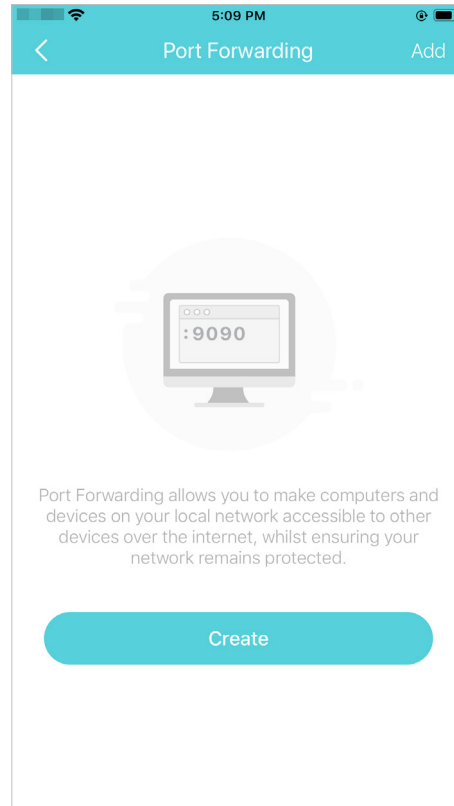 5:09 PM
Port Forwarding Add
:9090
Port Forwarding allows you to make computers and
devices on your local network accessible to other
devices over the internet, whilst ensuring your
network remains protected.
Create